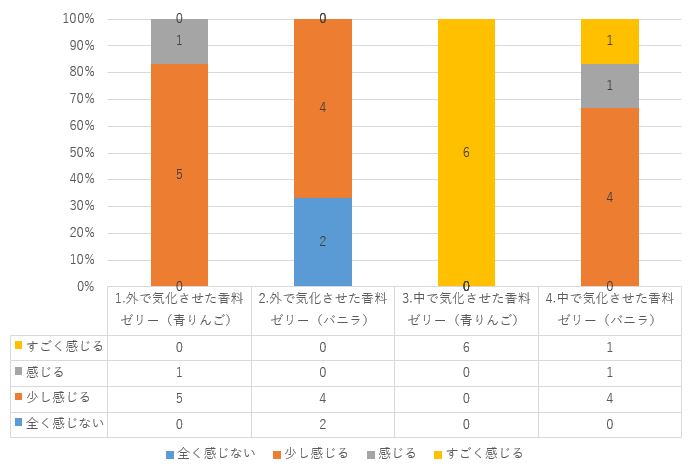 100%
90%
80%
70%
60%
50%
40%
30%
20%
10%
0%
0
1
5
0
0
4
2
6
0
1
1
4
0
1.外で気化させた香料
ゼリー（青りんご）
2.外で気化させた香料
ゼリー（バニラ）
3.中で気化させた香料
ゼリー（青りんご）
4.中で気化させた香料
ゼリー（バニラ）
すごく感じる 0 0 6 1
感じる 1 0 0 1
少し感じる 5 4 0 4
全く感じない 0 2 0 0
全く感じない 少し感じる 感じる すごく感じる